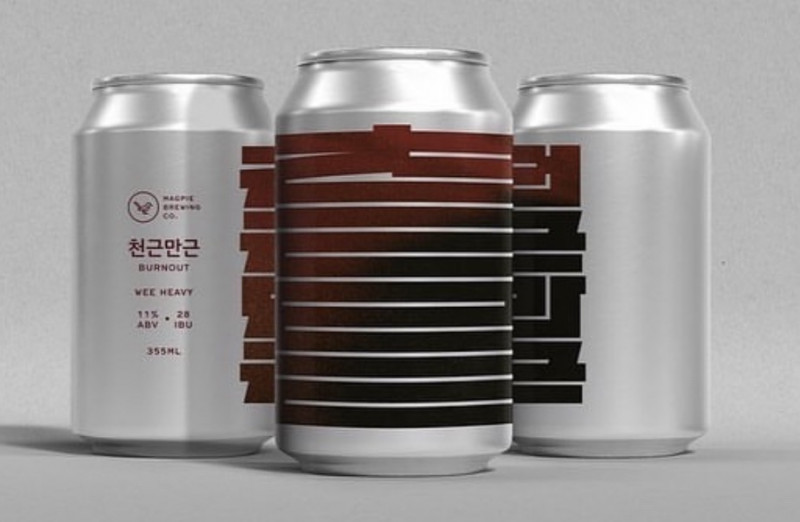 MAGPIE
BREWING
CO.
천근만근
BURNOUT
WEE HEAVY
11% • 28
ABV IBU
355ML